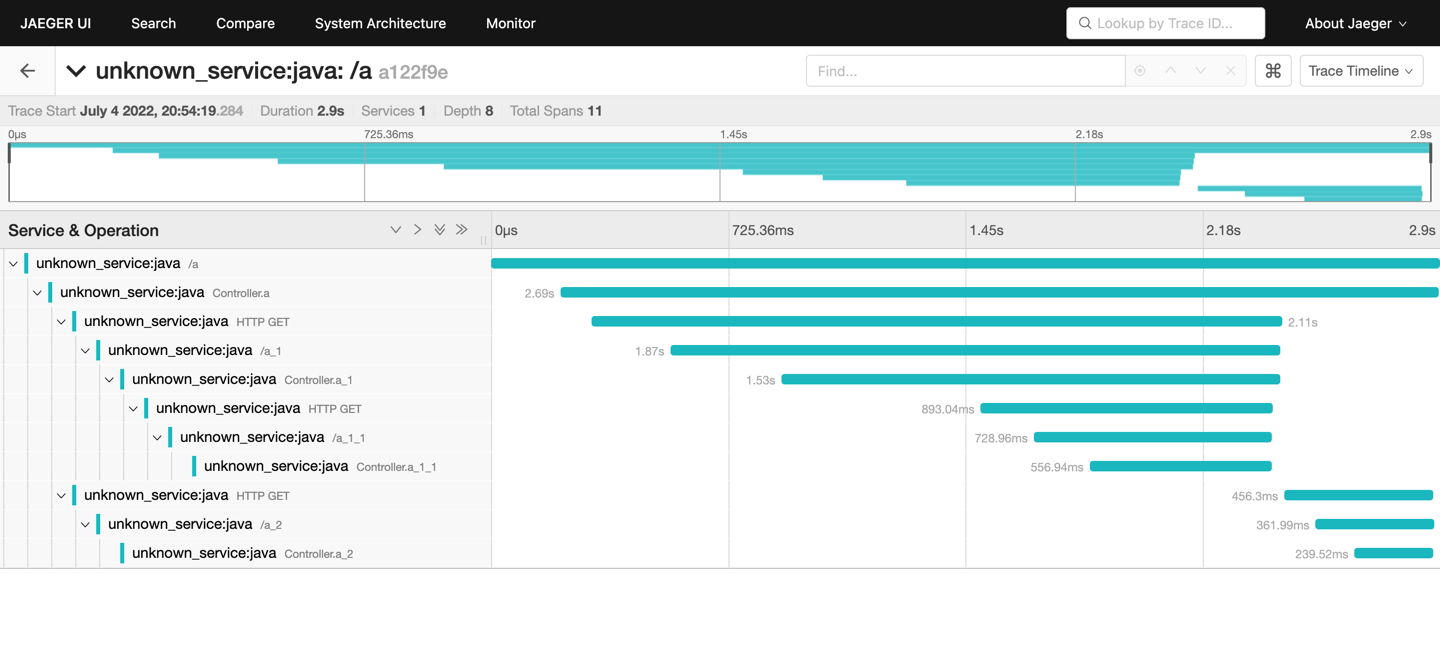 JAEGER UI Search Compare System Architecture Monitor Lookup by Trace ID... About Jaeger
unknown_service:java: /a a122f9e Find... ⌘ Trace Timeline
Trace Start July 4 2022, 20:54:19.284 Duration 2.9s Services 1 Depth 8 Total Spans 11
0μs 725.36ms 1.45s 2.18s 2.9s
Service & Operation 0μs 725.36ms 1.45s 2.18s 2.9s
unknown_service:java /a
unknown_service:java Controller.a 2.69s
unknown_service:java HTTP GET 2.11s
unknown_service:java /a_1 1.87s
unknown_service:java Controller.a_1 1.53s
unknown_service:java HTTP GET 893.04ms
unknown_service:java /a_1_1 728.96ms
unknown_service:java Controller.a_1_1 556.94ms
unknown_service:java HTTP GET 456.3ms
unknown_service:java /a_2 361.99ms
unknown_service:java Controller.a_2 239.52ms